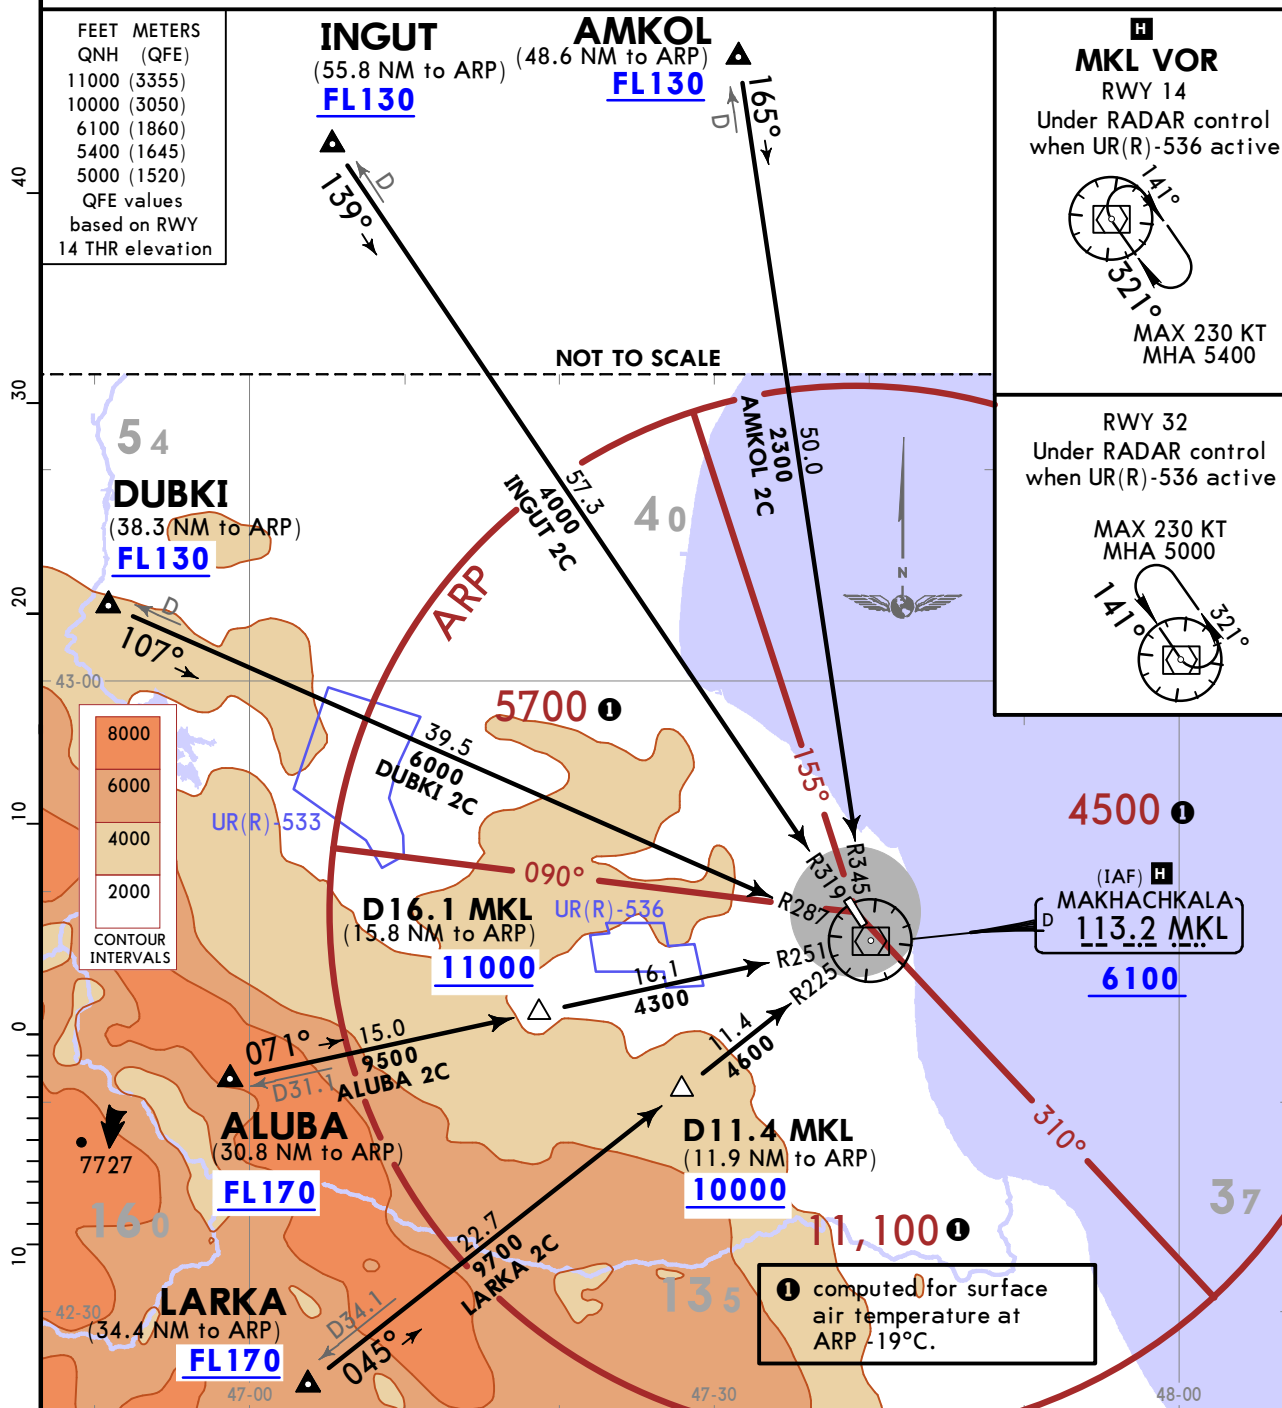 FEET METERS
QNH (QFE)
11000 (3355)
10000 (3050)
6100 (1860)
5400 (1645)
5000 (1520)
QFE values
based on RWY
14 THR elevation
INGUT
(55.8 NM to ARP)
FL130
AMKOL
(48.6 NM to ARP)
FL130
H
MKL VOR
RWY 14
Under RADAR control
when UR(R)-536 active
141°
321°
MAX 230 KT
MHA 5400
RWY 32
Under RADAR control
when UR(R)-536 active
MAX 230 KT
MHA 5000
141°
321°
D
139°
D
165°
NOT TO SCALE
40
30
20
10
0
10
54
40
57.3
4000
INGUT 2C
50.0
2300
AMKOL 2C
DUBKI
(38.3 NM to ARP)
FL130
D
107°
ARP
N
43-00
5700 1
39.5
6000
DUBKI 2C
155°
8000
6000
4000
2000
CONTOUR
INTERVALS
UR(R)-533
4500 1
090°
R319
R345
R287
R251
R225
(IAF) H
MAKHACHKALA
D 113.2 MKL
6100
D16.1 MKL
(15.8 NM to ARP)
11000
UR(R)-536
16.1
4300
071°
15.0
9500
ALUBA 2C
D31.1
11.4
4600
ALUBA
(30.8 NM to ARP)
FL170
D11.4 MKL
(11.9 NM to ARP)
10000
310°
7727
160
37
11,100 1
22.7
9700
LARKA 2C
135
1 computed for surface
air temperature at
ARP -19°C.
LARKA
(34.4 NM to ARP)
FL170
D34.1
045°
42-30
47-00
47-30
48-00